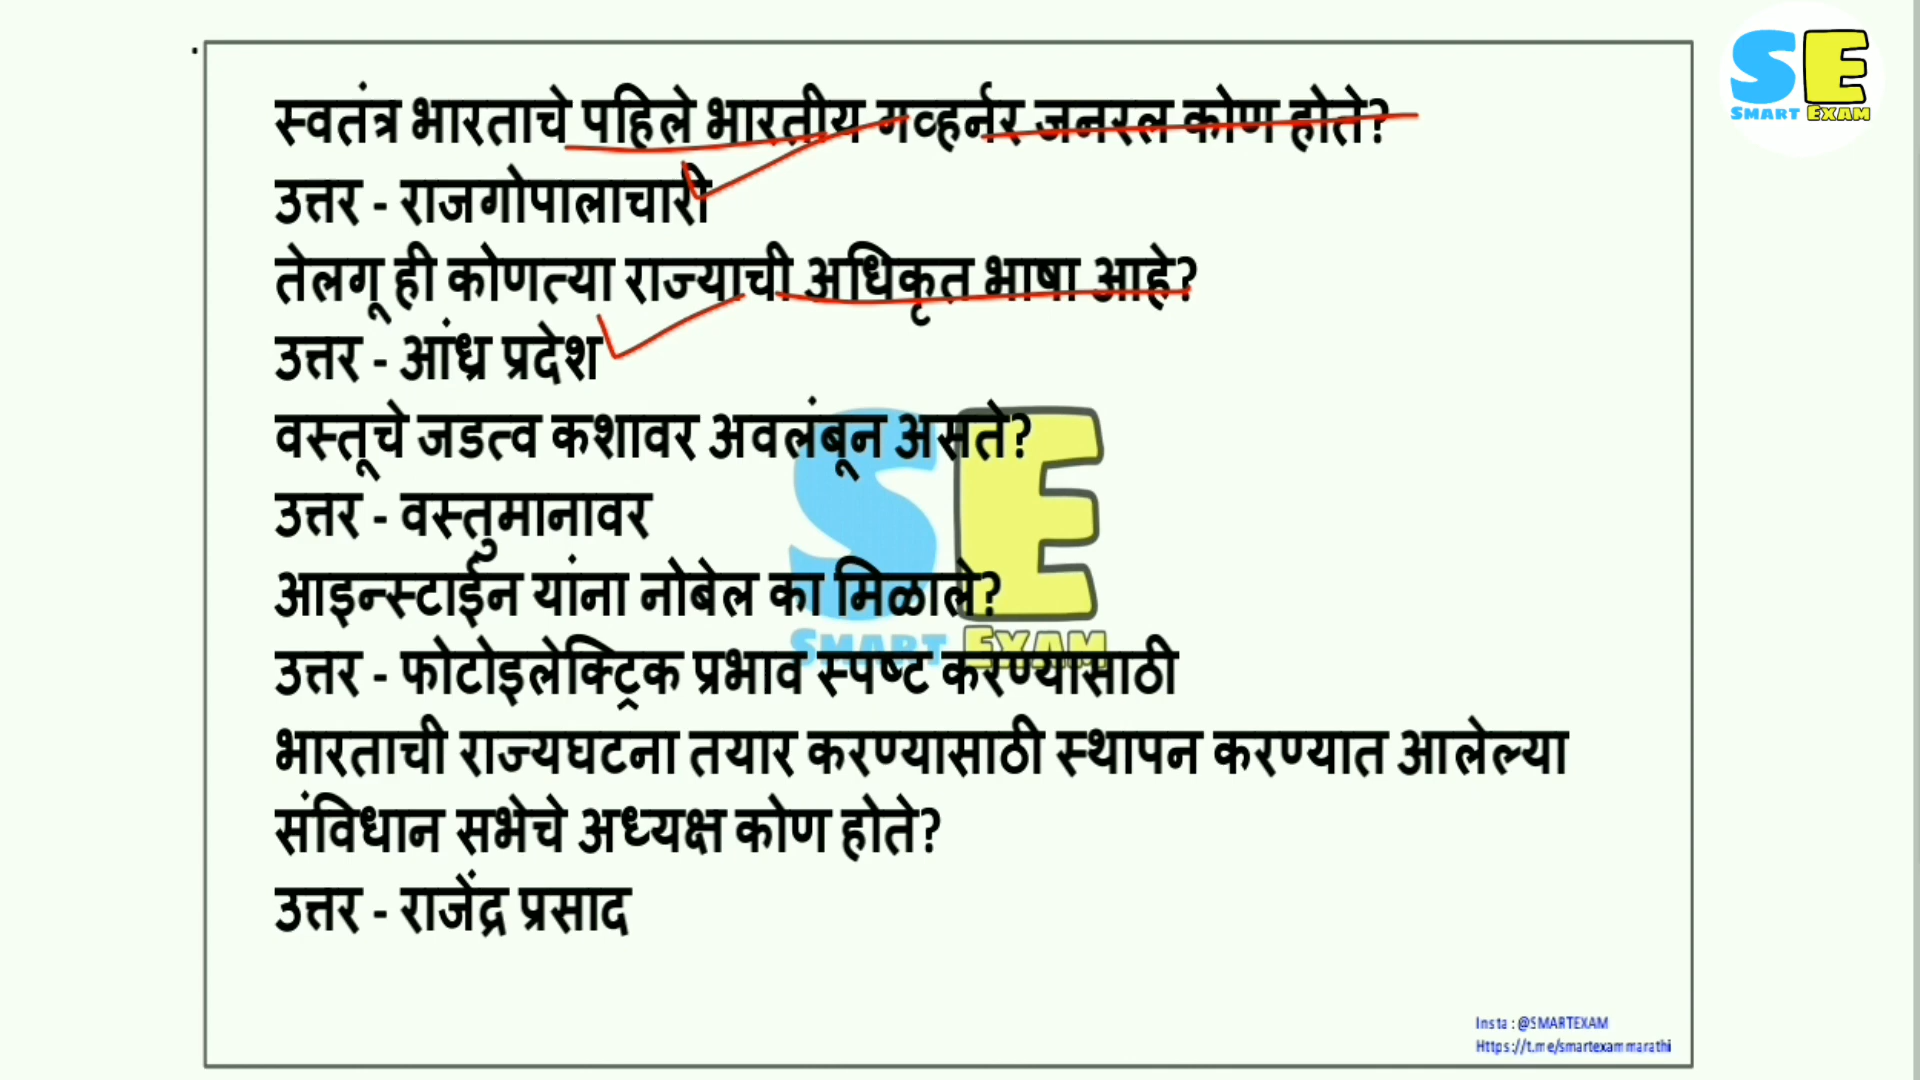 SE
SMART EXAM
स्वतंत्र भारताचे पहिले भारतीय गव्हर्नर जनरल कोण होते?
उत्तर - राजगोपालाचारी
तेलगू ही कोणत्या राज्याची अधिकृत भाषा आहे?
उत्तर - आंध्र प्रदेश
वस्तूचे जडत्व कशावर अवलंबून असते?
उत्तर - वस्तुमानावर
आइन्स्टाईन यांना नोबेल का मिळाले?
उत्तर - फोटोइलेक्ट्रिक प्रभाव स्पष्ट करण्यासाठी
भारताची राज्यघटना तयार करण्यासाठी स्थापन करण्यात आलेल्या
संविधान सभेचे अध्यक्ष कोण होते?
उत्तर - राजेंद्र प्रसाद
SE
SMART EXAM
Insta : @SMARTEXAM
Https://t.me/smartexammarathi